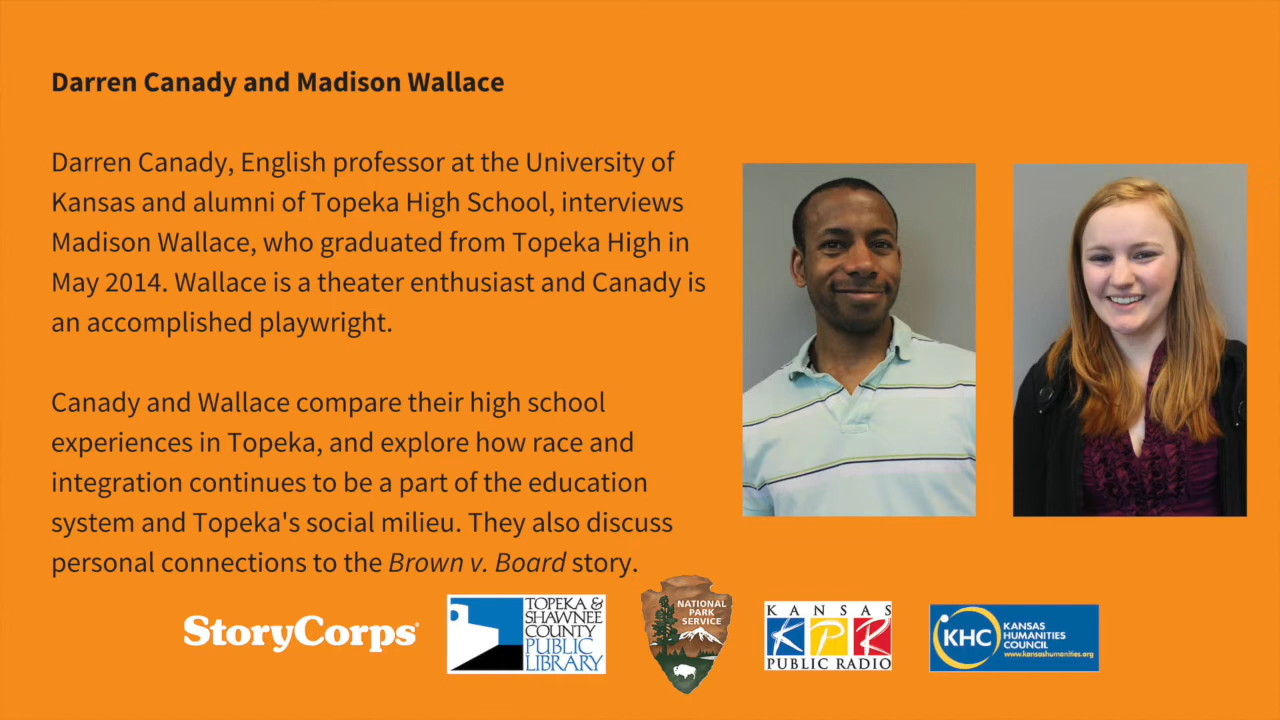 Darren Canady and Madison Wallace
Darren Canady, English professor at the University of
Kansas and alumni of Topeka High School, interviews
Madison Wallace, who graduated from Topeka High in
May 2014. Wallace is a theater enthusiast and Canady is
an accomplished playwright.
Canady and Wallace compare their high school
experiences in Topeka, and explore how race and
integration continues to be a part of the education
system and Topeka's social milieu. They also discuss
personal connections to the Brown v. Board story.
StoryCorps®
TOPEKA &
SHAWNEE
COUNTY
PUBLIC
LIBRARY
NATIONAL
PARK
SERVICE
KANSAS
KPR
PUBLIC RADIO
KHC
KANSAS
HUMANITIES
COUNCIL
www.kansashumanities.org